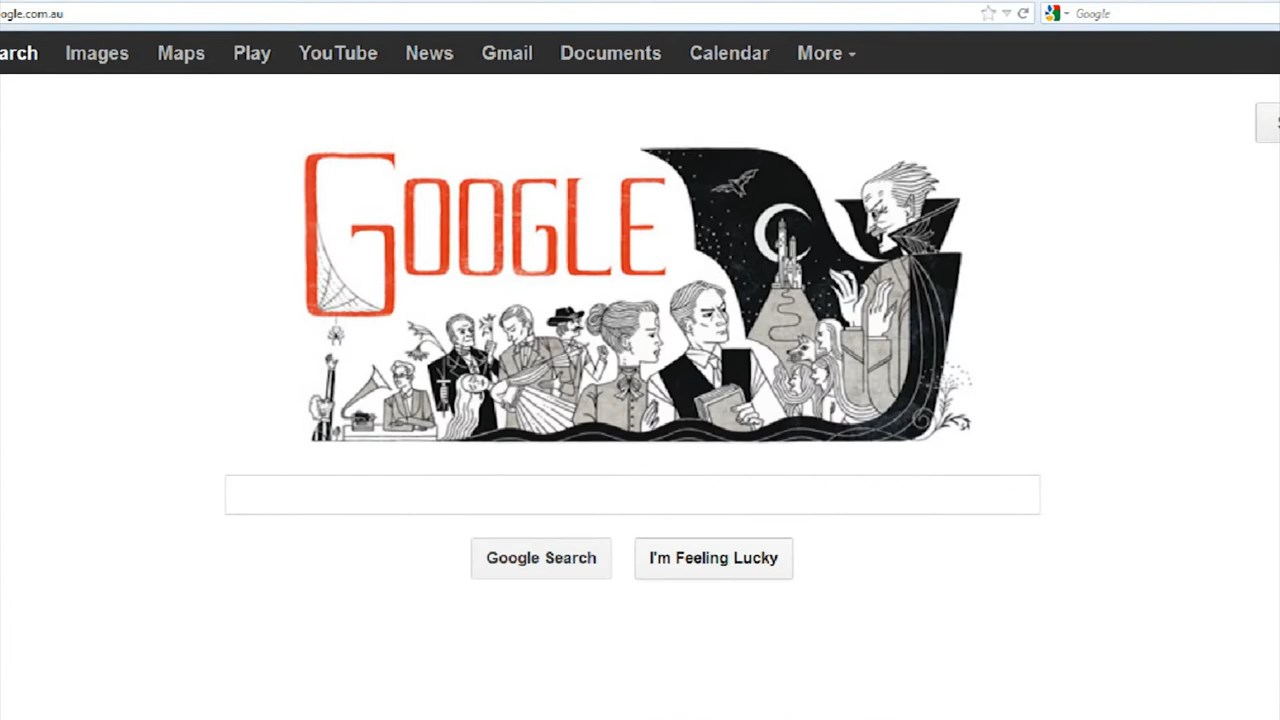 ogle.com.au
Google
arch Images Maps Play YouTube News Gmail Documents Calendar More
GOOGLE
Google Search I'm Feeling Lucky